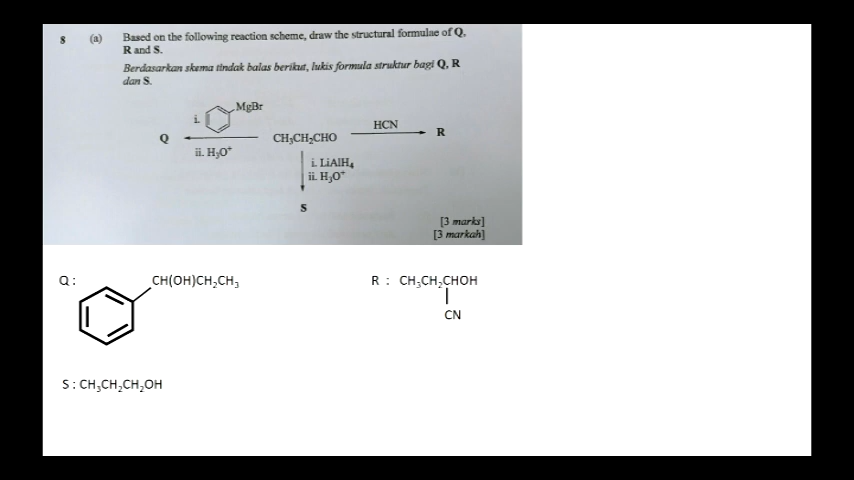 8 (a) Based on the following reaction scheme, draw the structural formulae of Q,
R and S.
Berdasarkan skema tindak balas berikut, lukis formula struktur bagi Q, R
dan S.
i. MgBr
Q CH₃CH₂CHO HCN R
ii. H₃O⁺
i. LiAlH₄
ii. H₃O⁺
S
[3 marks]
[3 markah]
Q : CH(OH)CH₂CH₃
R : CH₃CH₂CHOH
CN
S : CH₃CH₂CH₂OH